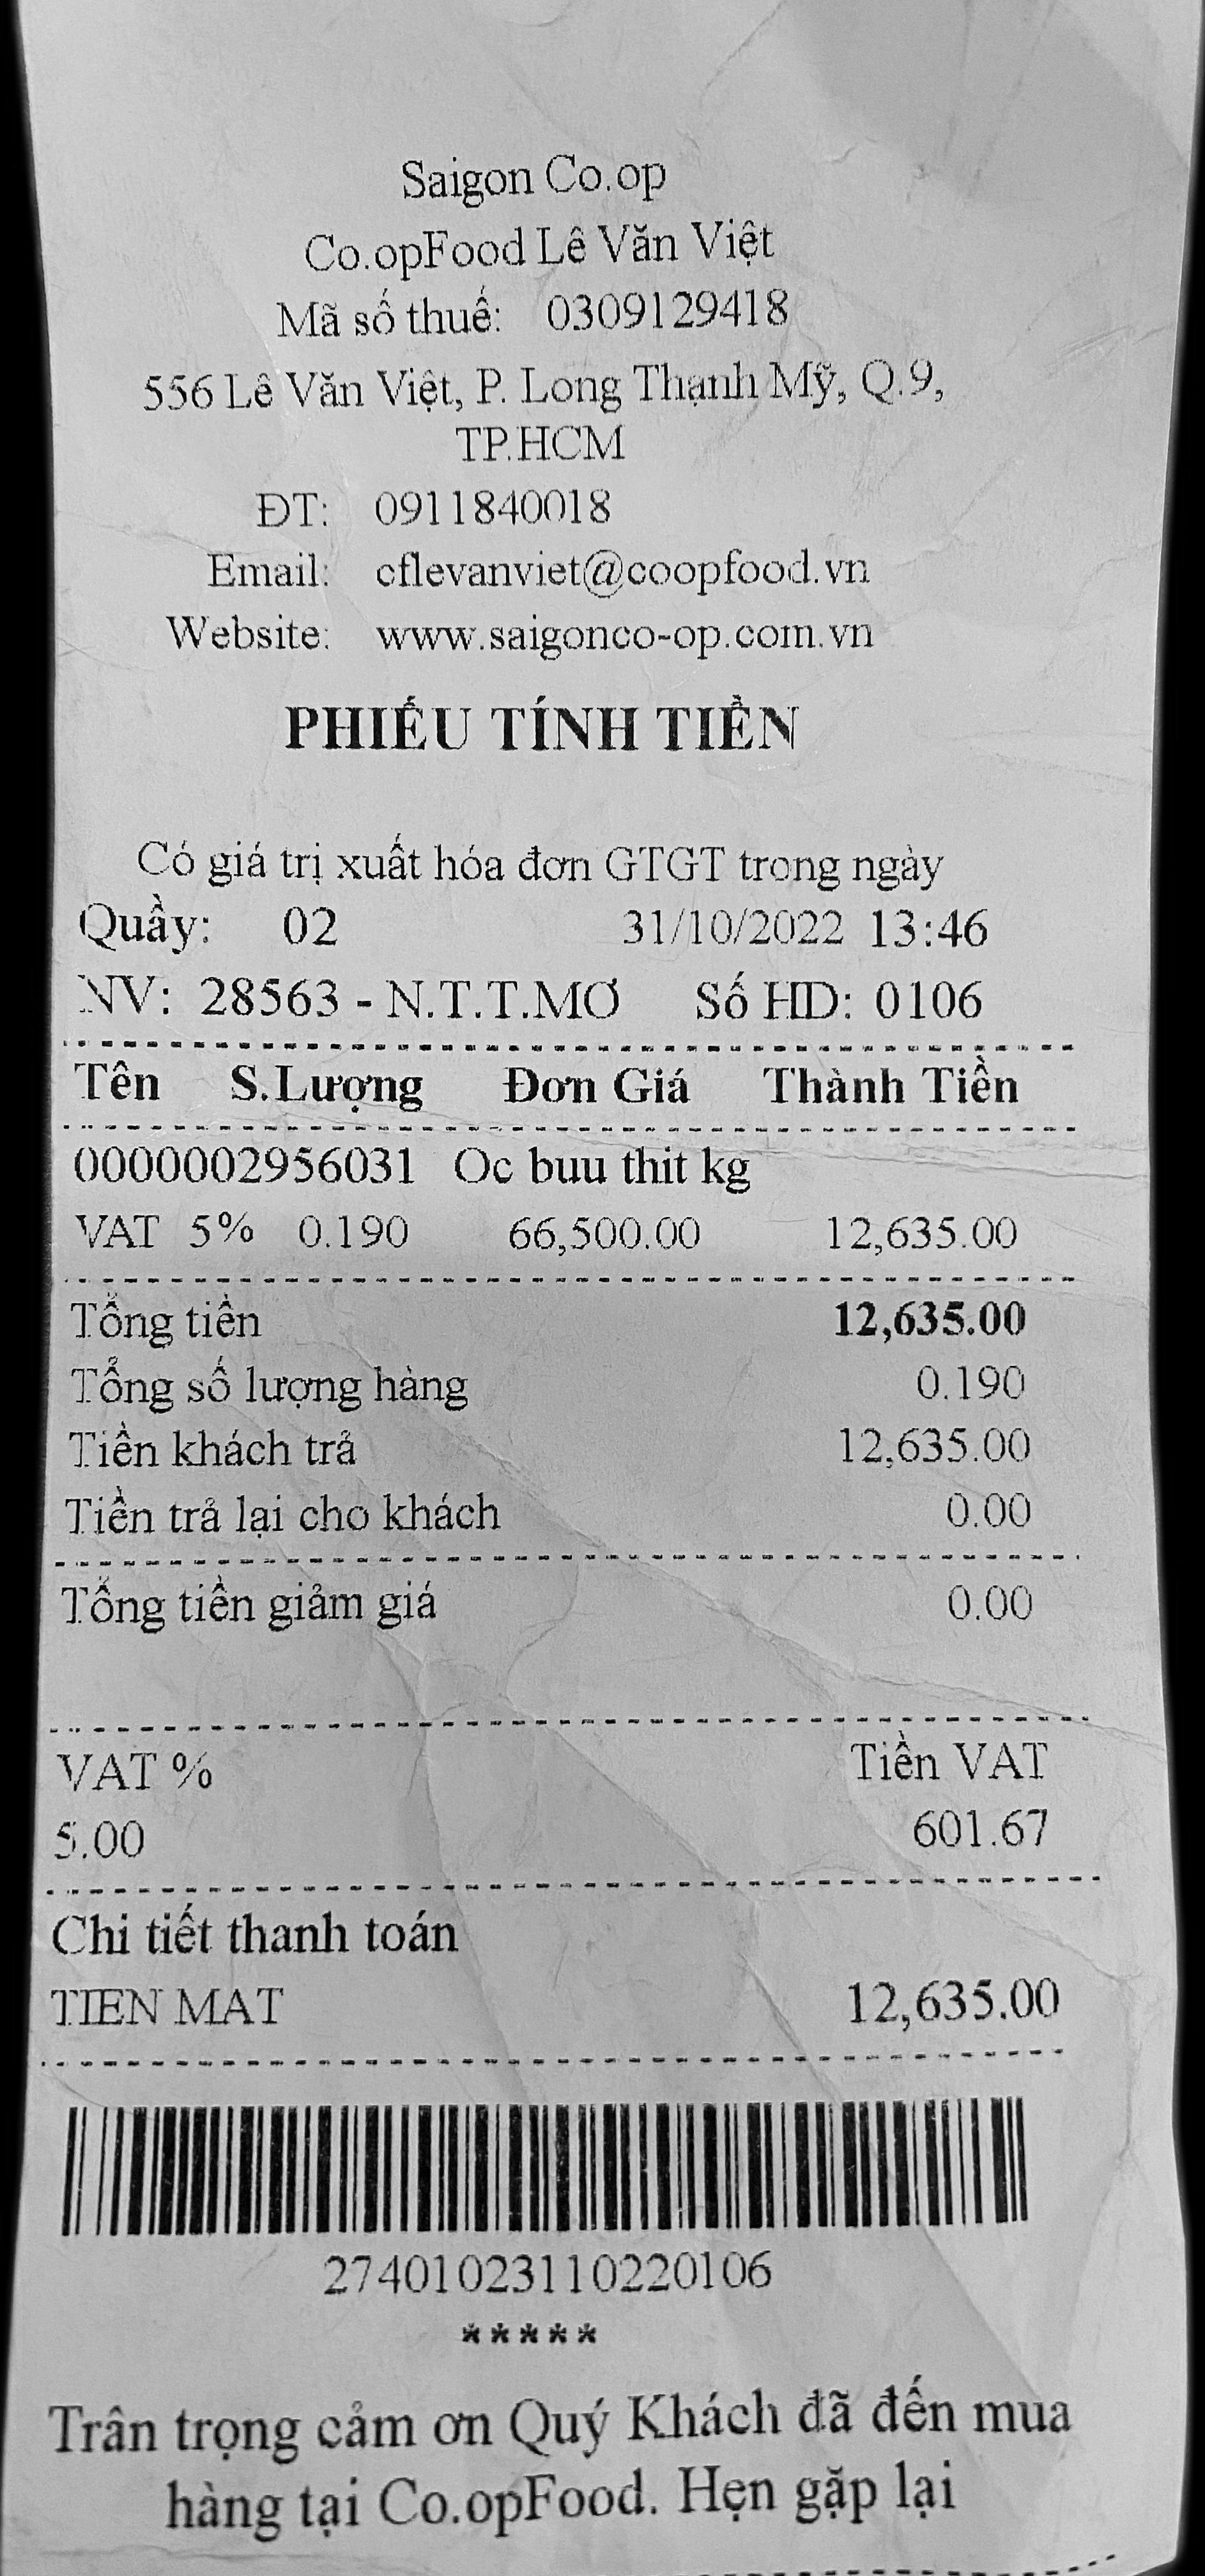 Saigon Co.op
Co.opFood Lê Văn Việt
Mã số thuế: 0309129418
556 Lê Văn Việt, P. Long Thạnh Mỹ, Q.9,
TP.HCM
ĐT: 0911840018
Email: cflevanviet@coopfood.vn
Website: www.saigonco-op.com.vn
PHIẾU TÍNH TIỀN
Có giá trị xuất hóa đơn GTGT trong ngày
Quầy: 02 31/10/2022 13:46
NV: 28563 - N.T.T.MƠ Số HD: 0106
Tên S.Lượng Đơn Giá Thành Tiền
0000002956031 Oc buu thit kg
VAT 5% 0.190 66,500.00 12,635.00
Tổng tiền 12,635.00
Tổng số lượng hàng 0.190
Tiền khách trả 12,635.00
Tiền trả lại cho khách 0.00
Tổng tiền giảm giá 0.00
VAT % Tiền VAT
5.00 601.67
Chi tiết thanh toán
TIEN MAT 12,635.00
27401023110220106
*****
Trân trọng cảm ơn Quý Khách đã đến mua
hàng tại Co.opFood. Hẹn gặp lại